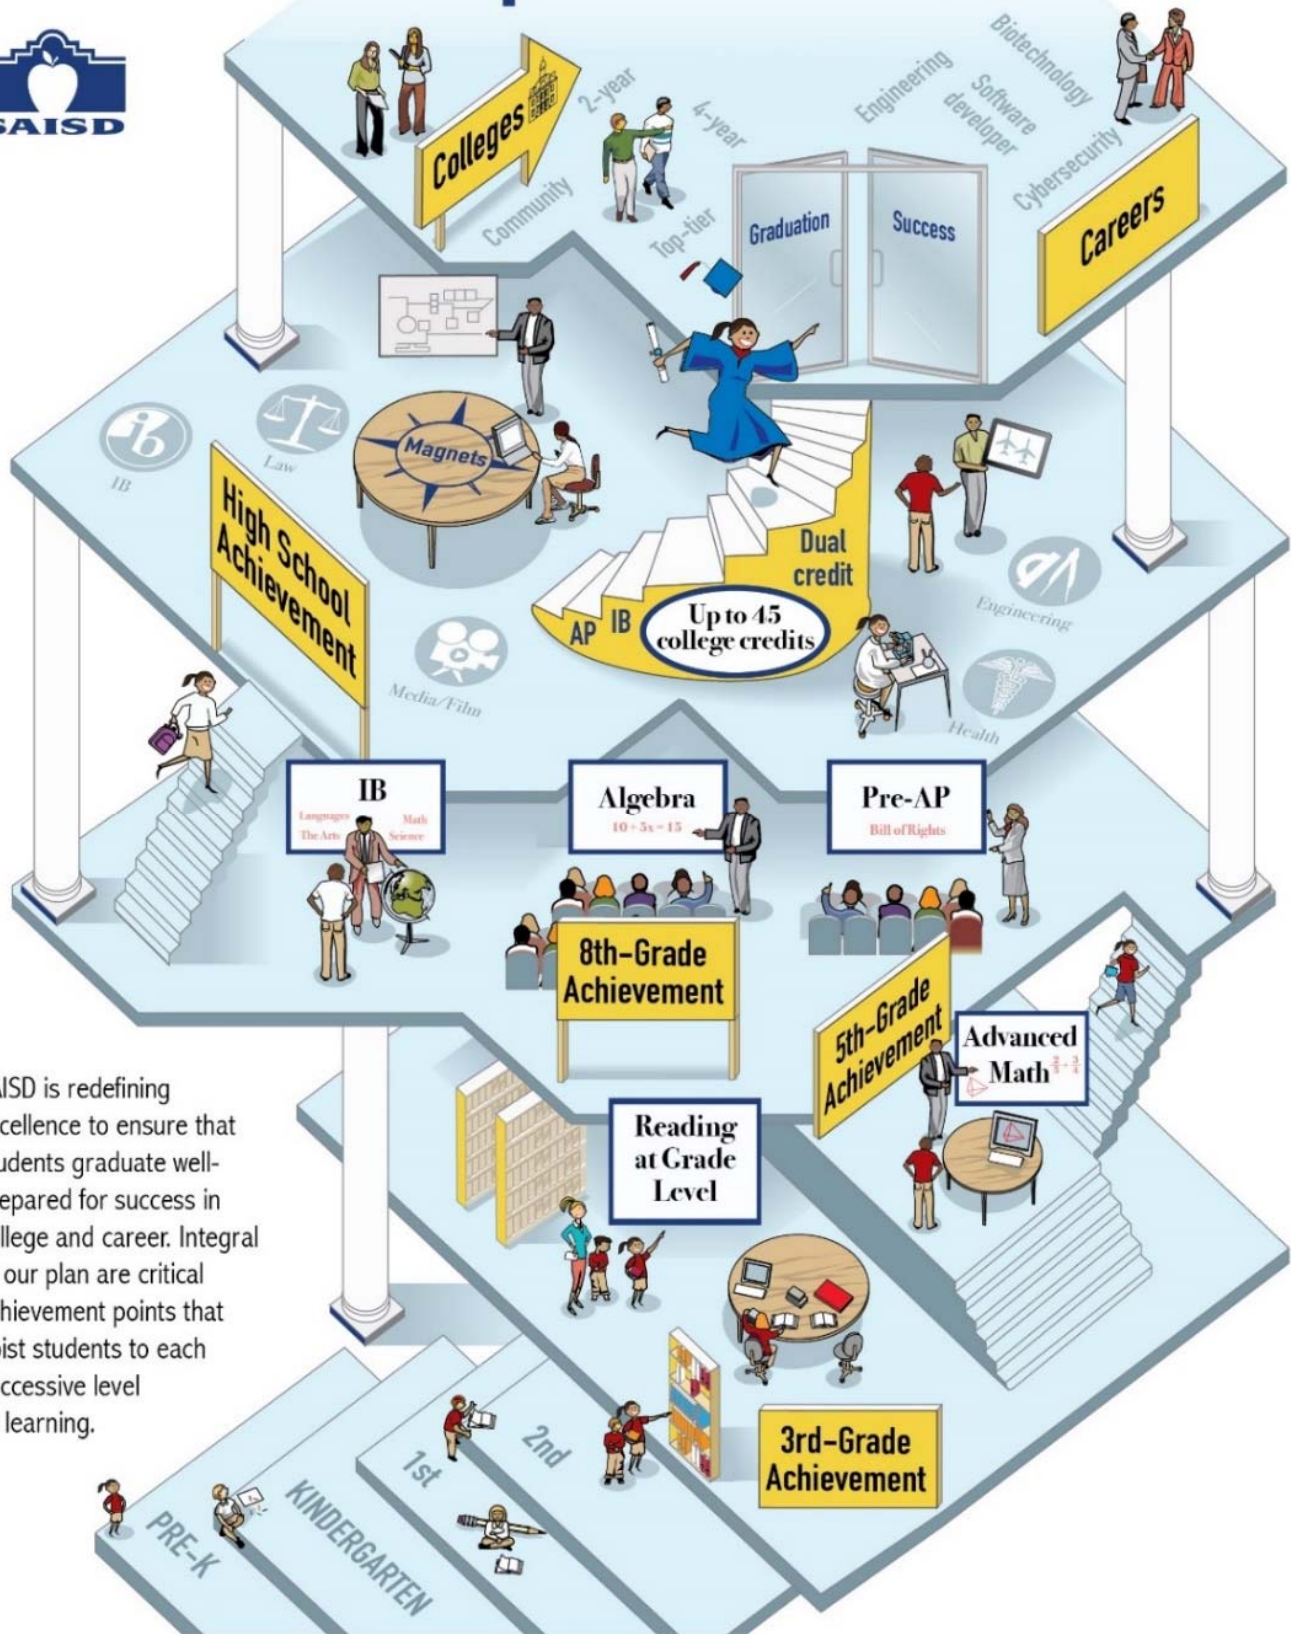 SAISD
Colleges
2-year
4-year
Community
Top-tier
Engineering
Biotechnology
Software
developer
Cybersecurity
Careers
Graduation
Success
IB
Law
Magnets
High School
Achievement
Media/Film
AP
IB
Dual
credit
Up to 45
college credits
Engineering
Health
IB
Languages
Math
The Arts
Science
Algebra
10+5x=15
Pre-AP
Bill of Rights
8th-Grade
Achievement
5th-Grade
Achievement
Advanced
Math
Reading
at Grade
Level
AISD is redefining
cellence to ensure that
udents graduate well-
epared for success in
llege and career. Integral
our plan are critical
hievement points that
ist students to each
ccessive level
learning.
3rd-Grade
Achievement
2nd
1st
KINDERGARTEN
PRE-K